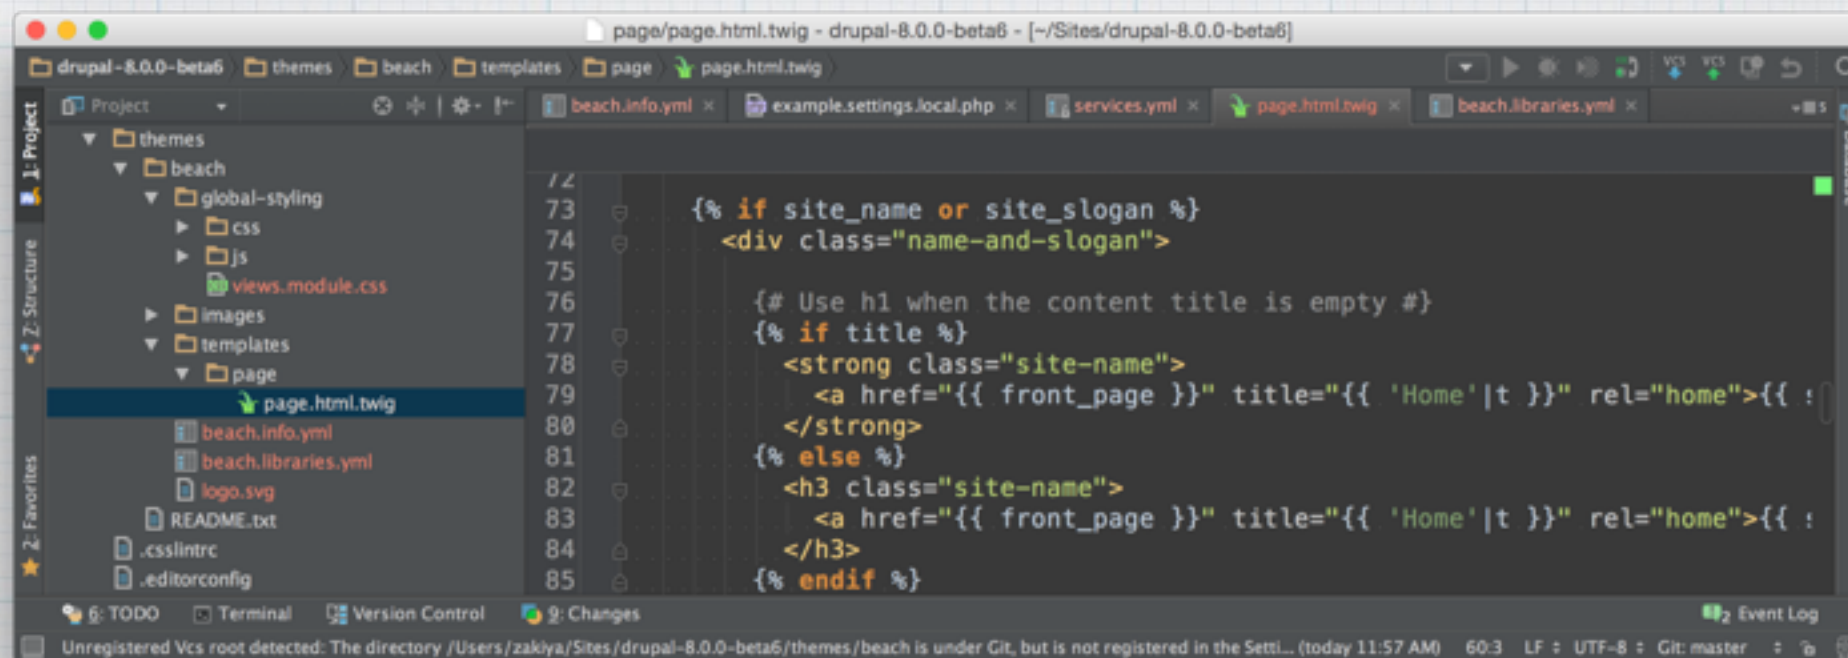 page/page.html.twig - drupal-8.0.0-beta6 - [~/Sites/drupal-8.0.0-beta6]
drupal-8.0.0-beta6 themes beach templates page page.html.twig VCS VCS
Project
beach.info.yml example.settings.local.php services.yml page.html.twig beach.libraries.yml
1: Project
Z: Structure
2: Favorites
themes
beach
global-styling
css
js
views.module.css
images
templates
page
page.html.twig
beach.info.yml
beach.libraries.yml
logo.svg
README.txt
.csslintrc
.editorconfig
72
73 {% if site_name or site_slogan %}
74 <div class="name-and-slogan">
75
76 {# Use h1 when the content title is empty #}
77 {% if title %}
78 <strong class="site-name">
79 <a href="{{ front_page }}" title="{{ 'Home'|t }}" rel="home">{{
80 </strong>
81 {% else %}
82 <h3 class="site-name">
83 <a href="{{ front_page }}" title="{{ 'Home'|t }}" rel="home">{{
84 </h3>
85 {% endif %}
6: TODO Terminal Version Control 9: Changes 2 Event Log
Unregistered Vcs root detected: The directory /Users/zakiya/Sites/drupal-8.0.0-beta6/themes/beach is under Git, but is not registered in the Setti... (today 11:57 AM) 60:3 LF UTF-8 Git: master